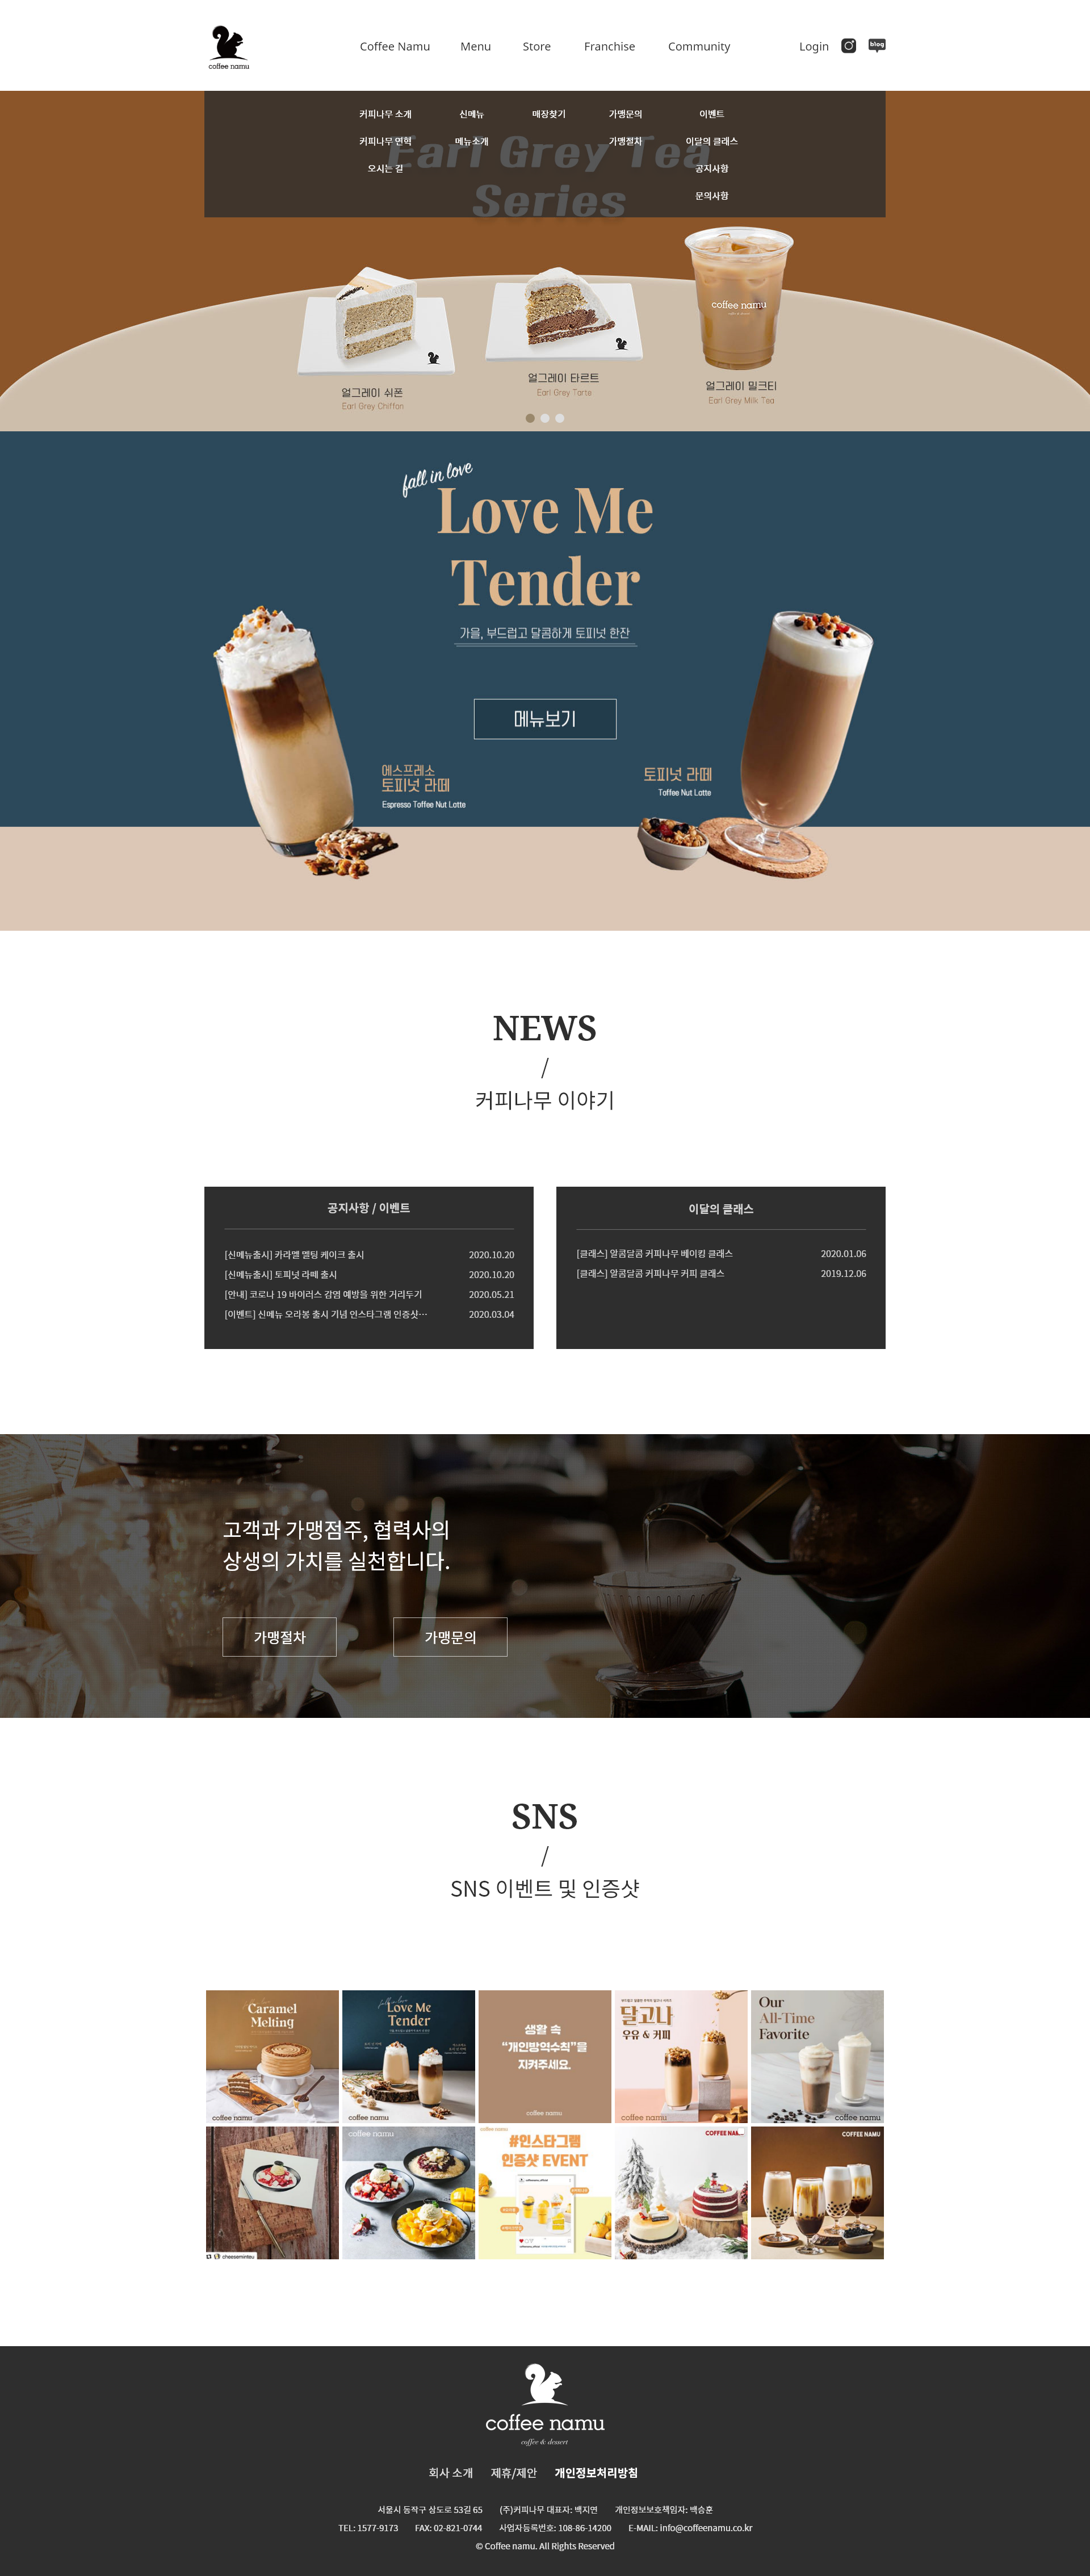 coffee namu
Coffee Namu
Menu
Store
Franchise
Community
Login
blog
커피나무 소개
신메뉴
매장찾기
가맹문의
이벤트
커피나무 연혁
메뉴소개
가맹절차
이달의 클래스
오시는 길
공지사항
문의사항
Earl Grey Tea
Series
coffee namu
얼그레이 쉬폰
Earl Grey Chiffon
얼그레이 타르트
Earl Grey Tarte
얼그레이 밀크티
Earl Grey Milk Tea
fall in love
Love Me
Tender
가을, 부드럽고 달콤하게 토피넛 한잔
메뉴보기
에스프레소
토피넛 라떼
Espresso Toffee Nut Latte
토피넛 라떼
Toffee Nut Latte
NEWS
/
커피나무 이야기
공지사항 / 이벤트
[신메뉴출시] 카라멜 멜팅 케이크 출시 2020.10.20
[신메뉴출시] 토피넛 라떼 출시 2020.10.20
[안내] 코로나 19 바이러스 감염 예방을 위한 거리두기 2020.05.21
[이벤트] 신메뉴 오라봉 출시 기념 인스타그램 인증샷… 2020.03.04
이달의 클래스
[클래스] 알콤달콤 커피나무 베이킹 클래스 2020.01.06
[클래스] 알콤달콤 커피나무 커피 클래스 2019.12.06
고객과 가맹점주, 협력사의
상생의 가치를 실천합니다.
가맹절차
가맹문의
SNS
/
SNS 이벤트 및 인증샷
Caramel
Melting
coffee namu
fall in love
Love Me
Tender
coffee namu
생활 속
“개인방역수칙”을
지켜주세요.
coffee namu
달고나
우유 & 커피
coffee namu
Our
All-Time
Favorite
coffee namu
cheeseminteu
coffee namu
coffee namu
#인스타그램
인증샷 EVENT
COFFEE NAM...
COFFEE NAMU
coffee namu
coffee & dessert
회사 소개
제휴/제안
개인정보처리방침
서울시 동작구 상도로 53길 65 (주)커피나무 대표자: 백지연 개인정보보호책임자: 백승훈
TEL: 1577-9173 FAX: 02-821-0744 사업자등록번호: 108-86-14200 E-MAIL: info@coffeenamu.co.kr
© Coffee namu. All Rights Reserved